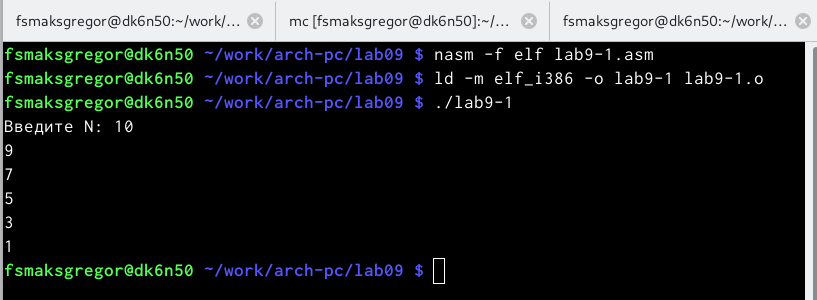 fsmaksgregor@dk6n50:~/work/... mc [fsmaksgregor@dk6n50]:~/... fsmaksgregor@dk6n50:~/work/...
fsmaksgregor@dk6n50 ~/work/arch-pc/lab09 $ nasm -f elf lab9-1.asm
fsmaksgregor@dk6n50 ~/work/arch-pc/lab09 $ ld -m elf_i386 -o lab9-1 lab9-1.o
fsmaksgregor@dk6n50 ~/work/arch-pc/lab09 $ ./lab9-1
Введите N: 10
9
7
5
3
1
fsmaksgregor@dk6n50 ~/work/arch-pc/lab09 $